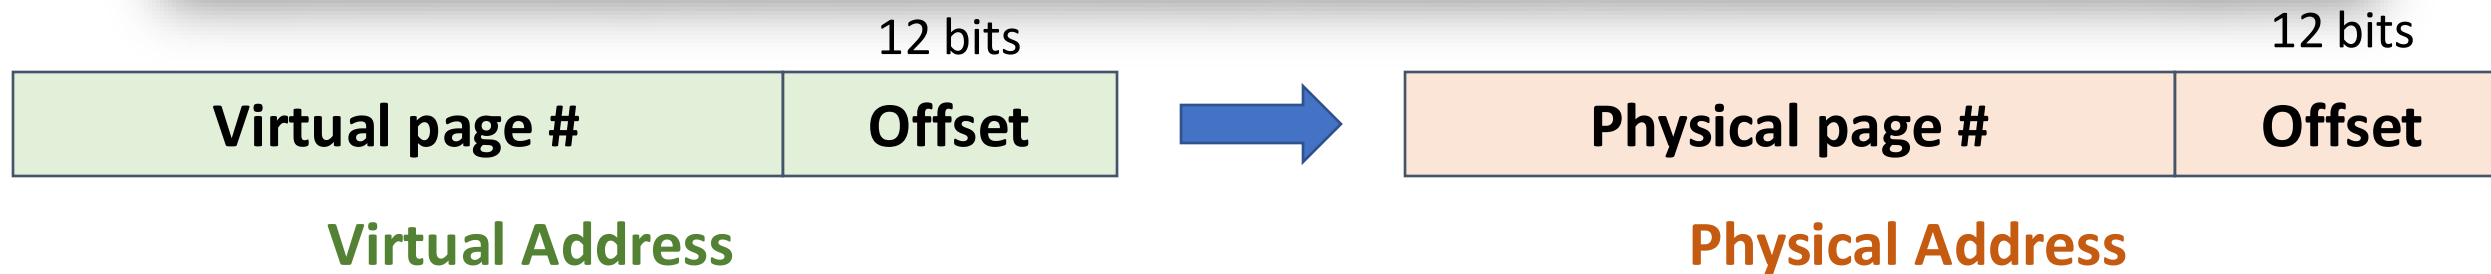 12 bits
12 bits
Virtual page #
Offset
Physical page #
Offset
Virtual Address
Physical Address